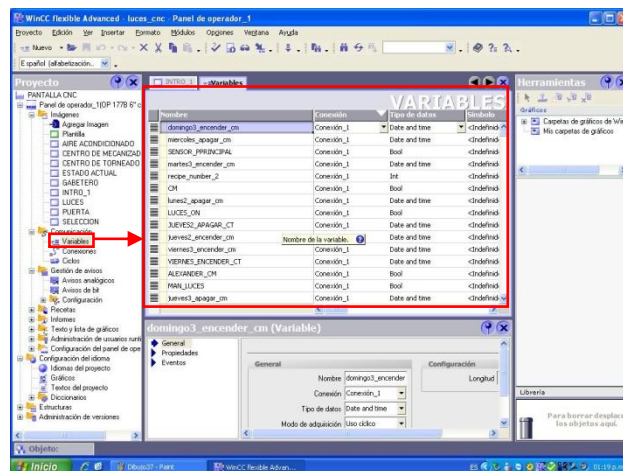 WinCC flexible Advanced - luces_cnc - Panel de operador_1
Proyecto Edición Ver Insertar Formato Módulos Opciones Ventana Ayuda
Nuevo
Español (alfabetización..
Proyecto
PANTALLA CNC
Panel de operador_1(OP 177B 6" c
Imágenes
Agregar Imagen
Plantilla
AIRE ACONDICIONADO
CENTRO DE MECANIZAD
CENTRO DE TORNEADO
ESTADO ACTUAL
GABETERO
INTRO_1
LUCES
PUERTA
SELECCION
Comunicación
Variables
Conexiones
Ciclos
Gestión de avisos
Avisos analógicos
Avisos de bit
Configuración
Recetas
Informes
Texto y lista de gráficos
Administración de usuarios runti
Configuración del panel de ope
Configuración del idioma
Idiomas del proyecto
Gráficos
Textos del proyecto
Diccionarios
Estructuras
Administración de versiones
INTRO_1 Variables
VARIABLES
Nombre Conexión Tipo de datos Símbolo
domingo3_encender_cm Conexión_1 Date and time <Indefinid
miercoles_apagar_cm Conexión_1 Date and time <Indefinid
SENSOR_PPRINCIPAL Conexión_1 Bool <Indefinid
martes3_encender_cm Conexión_1 Date and time <Indefinid
recipe_number_2 Conexión_1 Int <Indefinid
CM Conexión_1 Bool <Indefinid
lunes2_apagar_cm Conexión_1 Date and time <Indefinid
LUCES_ON Conexión_1 Bool <Indefinid
JUEVES2_APAGAR_CT Conexión_1 Date and time <Indefinid
jueves2_encender_cm Nombre de la variable. Date and time <Indefinid
viernes3_encender_cm Conexión_1 Date and time <Indefinid
VIERNES_ENCENDER_CT Conexión_1 Date and time <Indefinid
ALEXANDER_CM Conexión_1 Bool <Indefinid
MAN_LUCES Conexión_1 Bool <Indefinid
jueves3_apagar_cm Conexión_1 Date and time <Indefinid
domingo3_encender_cm (Variable)
General
Propiedades
Eventos
General
Configuración
Nombre domingo3_encender
Longitud
Conexión Conexión_1
Tipo de datos Date and time
Modo de adquisición Uso cíclico
Herramientas
Gráficos
Carpetas de gráficos de Win
Mis carpetas de gráficos
Librería
Para borrar desplac
los objetos aquí.
Objeto:
Inicio Dibujo37 - Paint WinCC flexible Advan... ES 01:19 p.m.